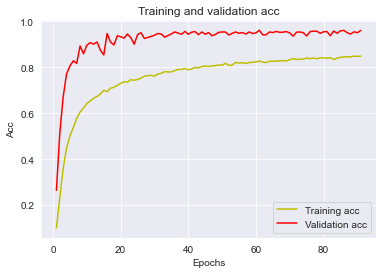 Training and validation acc
1.0
0.8
0.6
0.4
0.2
Acc
0
20
40
60
80
Epochs
Training acc
Validation acc